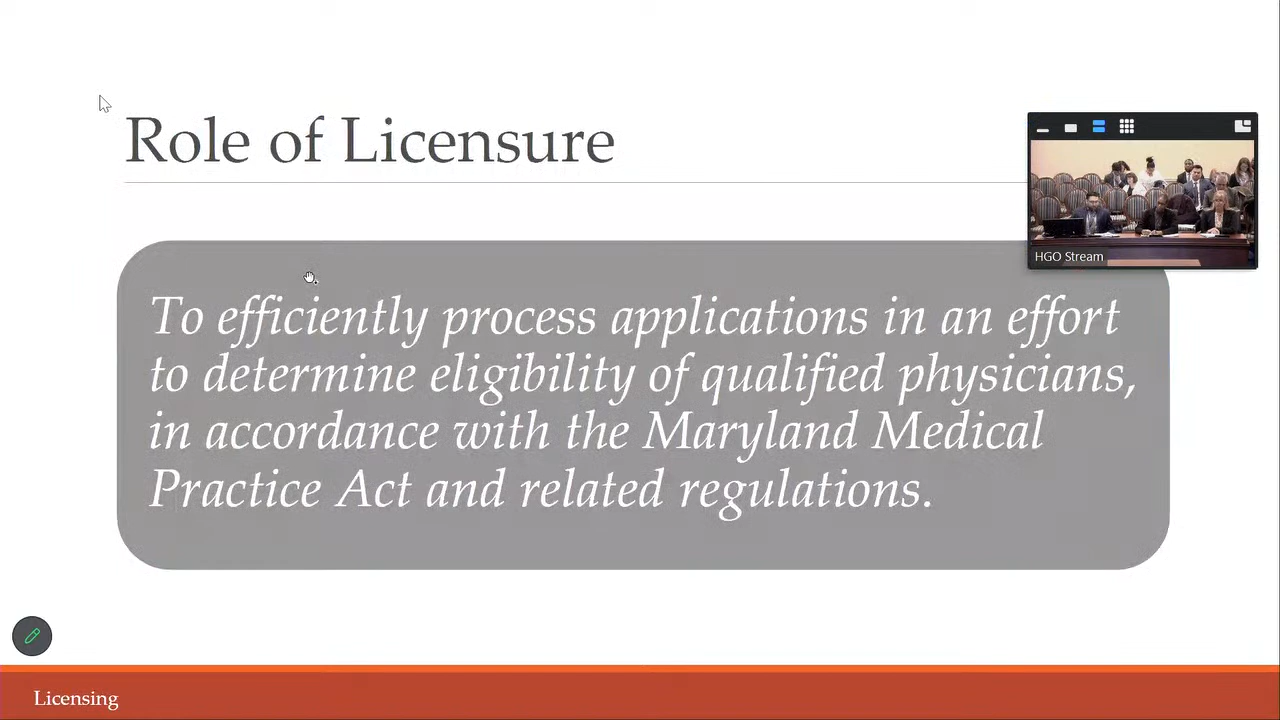 Role of Licensure
HGO Stream
To efficiently process applications in an effort
to determine eligibility of qualified physicians,
in accordance with the Maryland Medical
Practice Act and related regulations.
Licensing